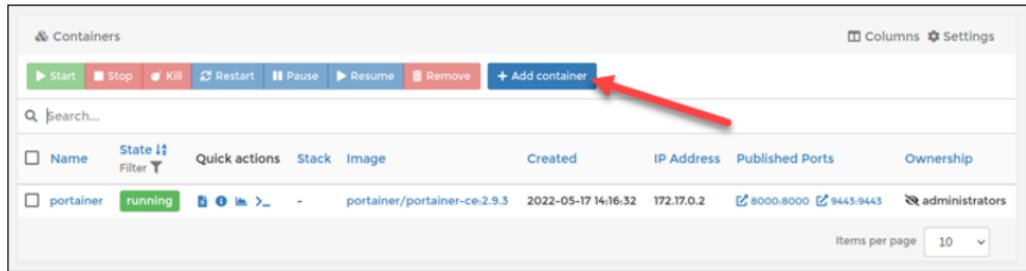 Containers
Columns Settings
Start Stop Kill Restart Pause Resume Remove + Add container
Search...
Name State Filter Quick actions Stack Image Created IP Address Published Ports Ownership
portainer running - portainer/portainer-ce:2.9.3 2022-05-17 14:16:32 172.17.0.2 8000:8000 9443:9443 administrators
Items per page 10